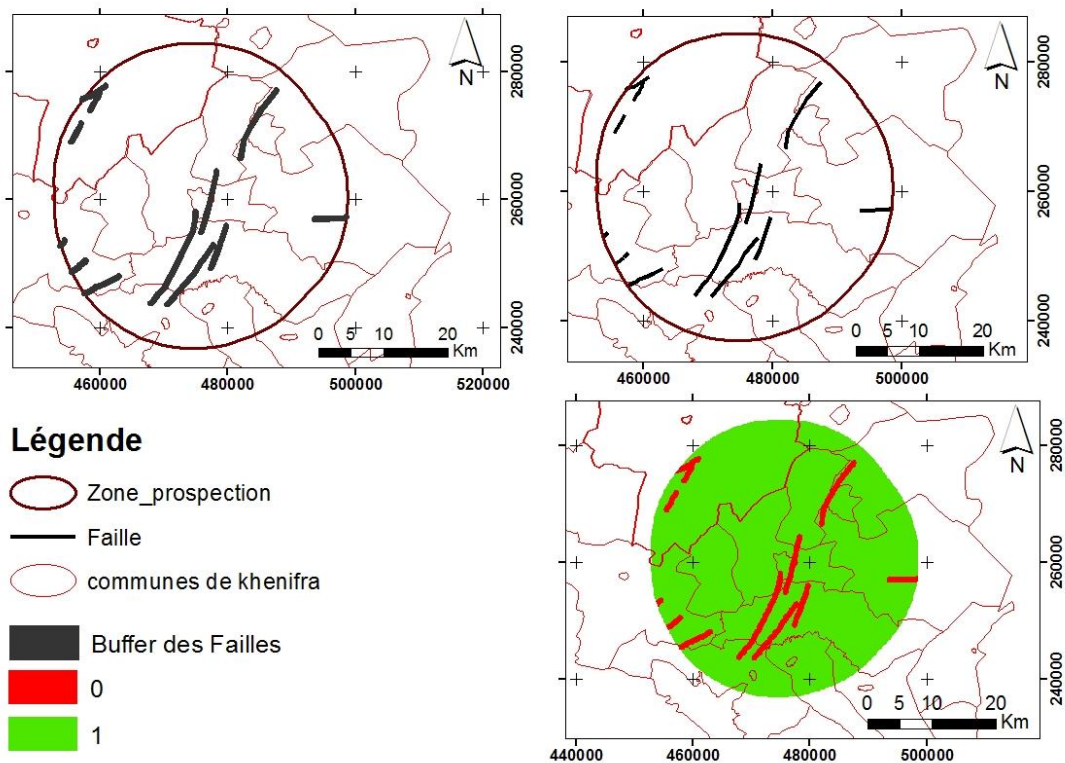 N
280000
260000
240000
0 5 10 20
Km
460000 480000 500000 520000
N
280000
260000
240000
0 5 10 20
Km
460000 480000 500000
Légende
Zone_prospection
Faille
communes de khenifra
Buffer des Failles
0
1
N
280000
260000
240000
0 5 10 20
Km
440000 460000 480000 500000